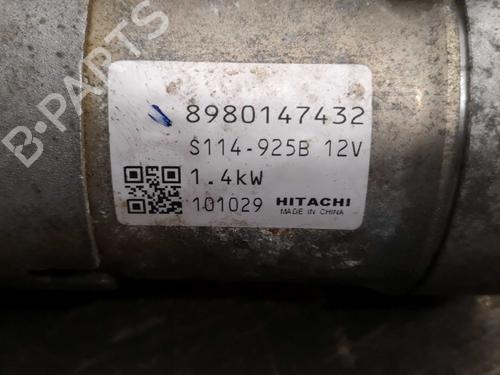 B-PARTS
8980147432
S114-925B 12V
1.4kW
101029 HITACHI
MADE IN CHINA